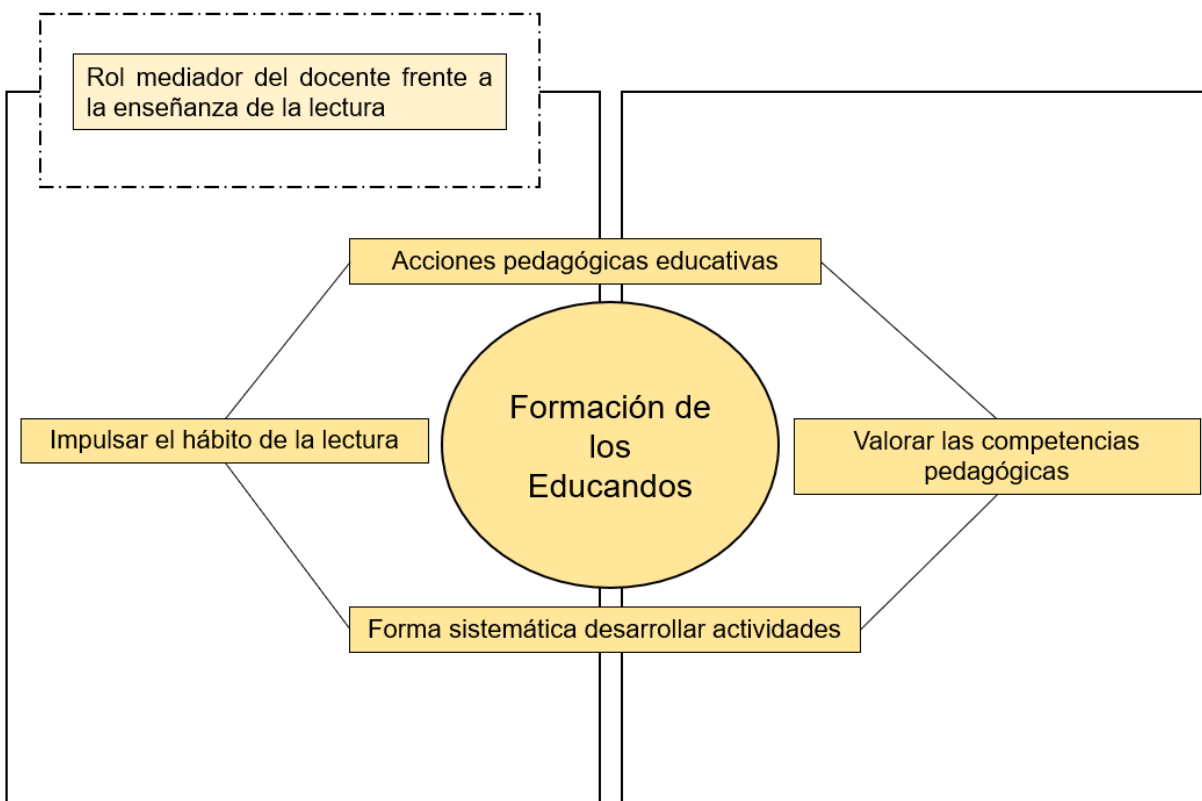 Rol mediador del docente frente a
la enseñanza de la lectura
Acciones pedagógicas educativas
Impulsar el hábito de la lectura
Formación de
los
Educandos
Valorar las competencias
pedagógicas
Forma sistemática desarrollar actividades